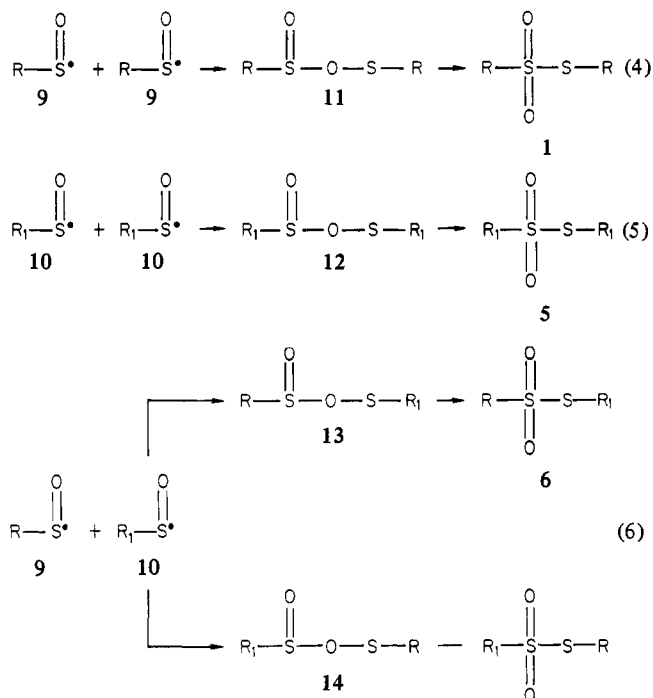 O O O O
R—S• + R—S• → R—S—O—S—R → R—S—S—R (4)
9 9 11 O
1
O O O O
R₁—S• + R₁—S• → R₁—S—O—S—R₁ → R₁—S—S—R₁ (5)
10 10 12 O
5
O O
R—S—O—S—R₁ → R—S—S—R₁
13 O
6
O O
R—S• + R₁—S• (6)
9 10
O O
R₁—S—O—S—R — R₁—S—S—R
14 O